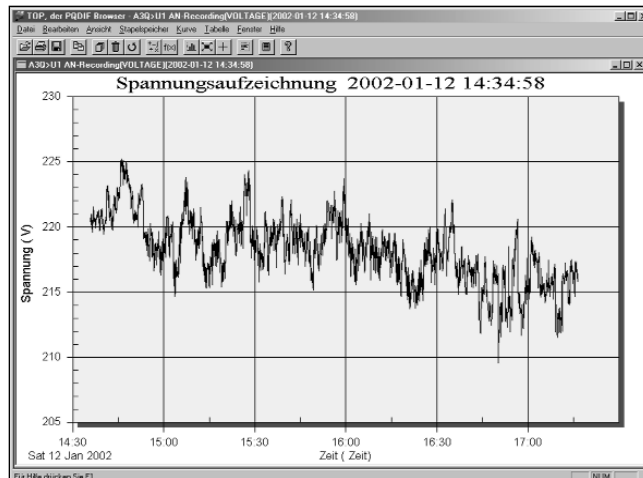 TOP, der PQDIF Browser - A3Q>U1 AN-Recording(VOLTAGE)(2002-01-12 14:34:58)
Datei Bearbeiten Ansicht Stapelspeicher Kurve Tabelle Fenster Hilfe
f(x)
A3Q>U1 AN-Recording(VOLTAGE)(2002-01-12 14:34:58)
Spannungsaufzeichnung 2002-01-12 14:34:58
230
225
220
215
210
205
Spannung ( V)
14:30 15:00 15:30 16:00 16:30 17:00
Sat 12 Jan 2002 Zeit ( Zeit)
Für Hilfe drücken Sie F1 NUM